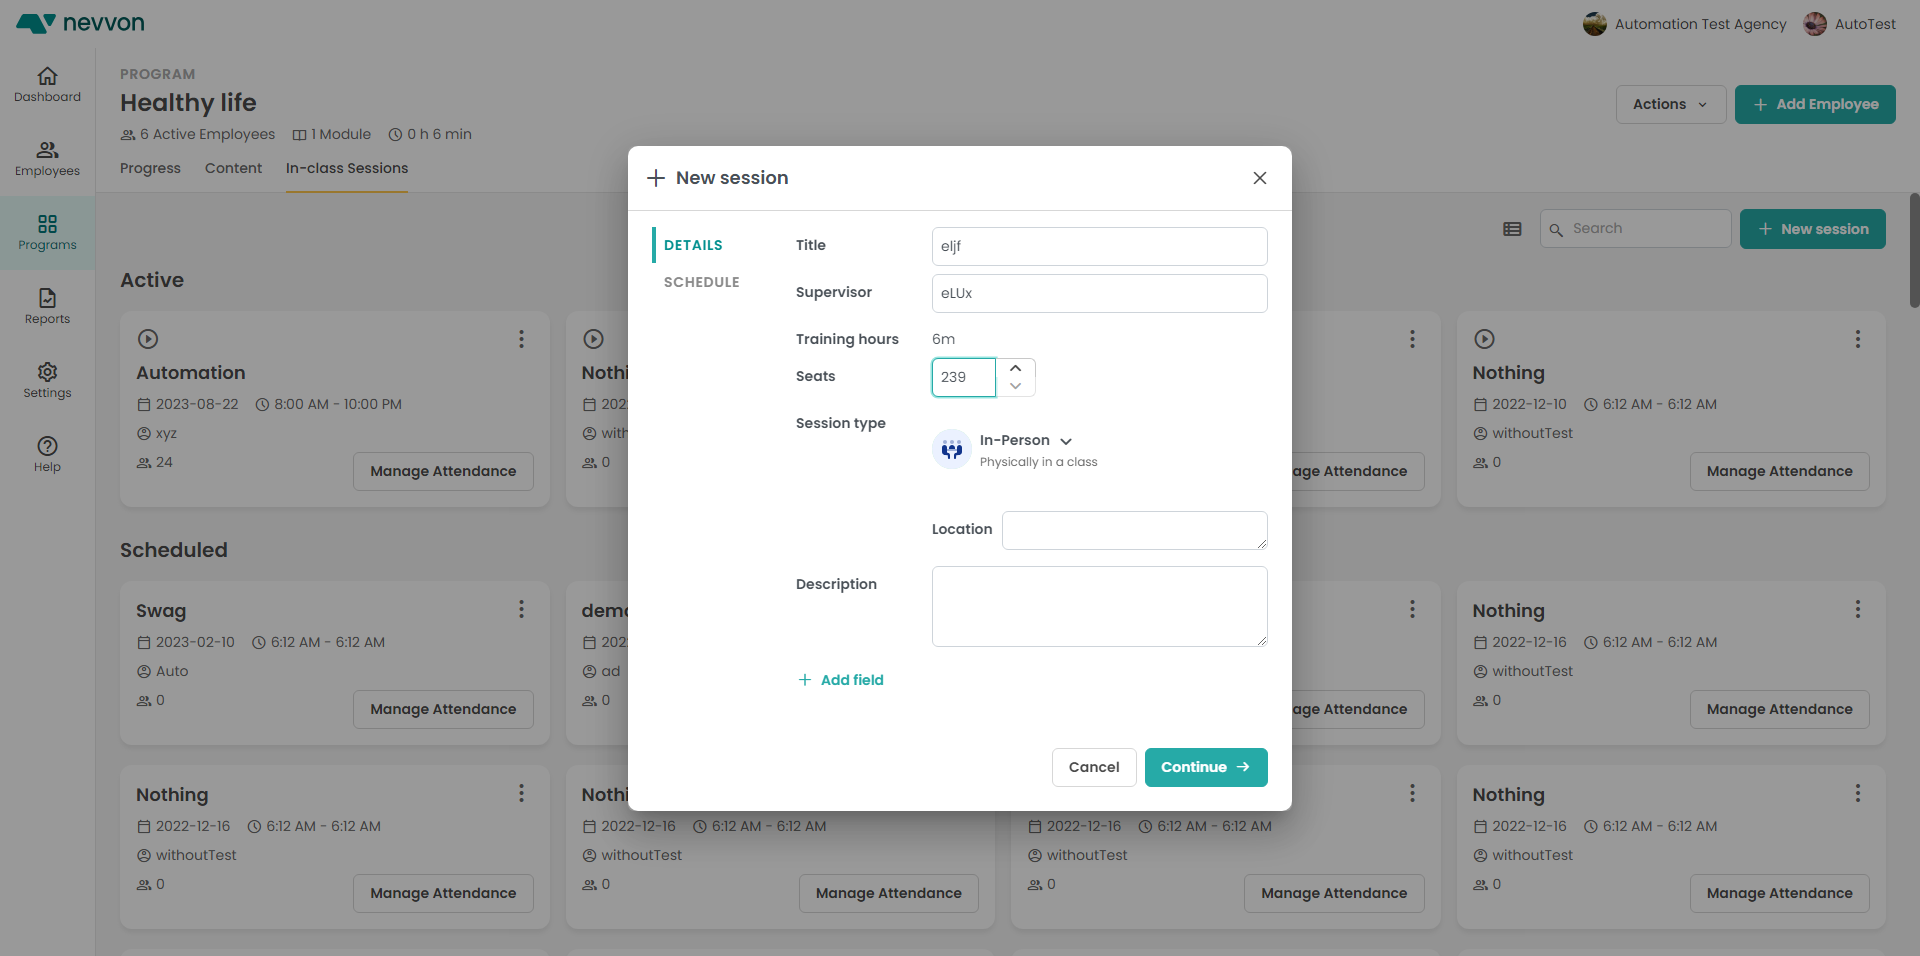 nevvon
Automation Test Agency
AutoTest
Dashboard
Employees
Programs
Reports
Settings
Help
PROGRAM
Healthy life
6 Active Employees
1 Module
0 h 6 min
Actions
Add Employee
Progress
Content
In-class Sessions
Search
New session
Active
Automation
2023-08-22
8:00 AM - 10:00 PM
xyz
24
Manage Attendance
Nothi
202
with
0
age Attendance
Nothing
2022-12-10
6:12 AM - 6:12 AM
withoutTest
0
Manage Attendance
Scheduled
Swag
2023-02-10
6:12 AM - 6:12 AM
Auto
0
Manage Attendance
demo
202
ad
0
age Attendance
Nothing
2022-12-16
6:12 AM - 6:12 AM
withoutTest
0
Manage Attendance
Nothing
2022-12-16
6:12 AM - 6:12 AM
withoutTest
0
Manage Attendance
Nothi
2022-12-16
6:12 AM - 6:12 AM
withoutTest
0
Manage Attendance
2022-12-16
6:12 AM - 6:12 AM
withoutTest
0
Manage Attendance
Nothing
2022-12-16
6:12 AM - 6:12 AM
withoutTest
0
Manage Attendance
New session
DETAILS
SCHEDULE
Title
eljf
Supervisor
eLUx
Training hours
6m
Seats
239
Session type
In-Person
Physically in a class
Location
Description
Add field
Cancel
Continue